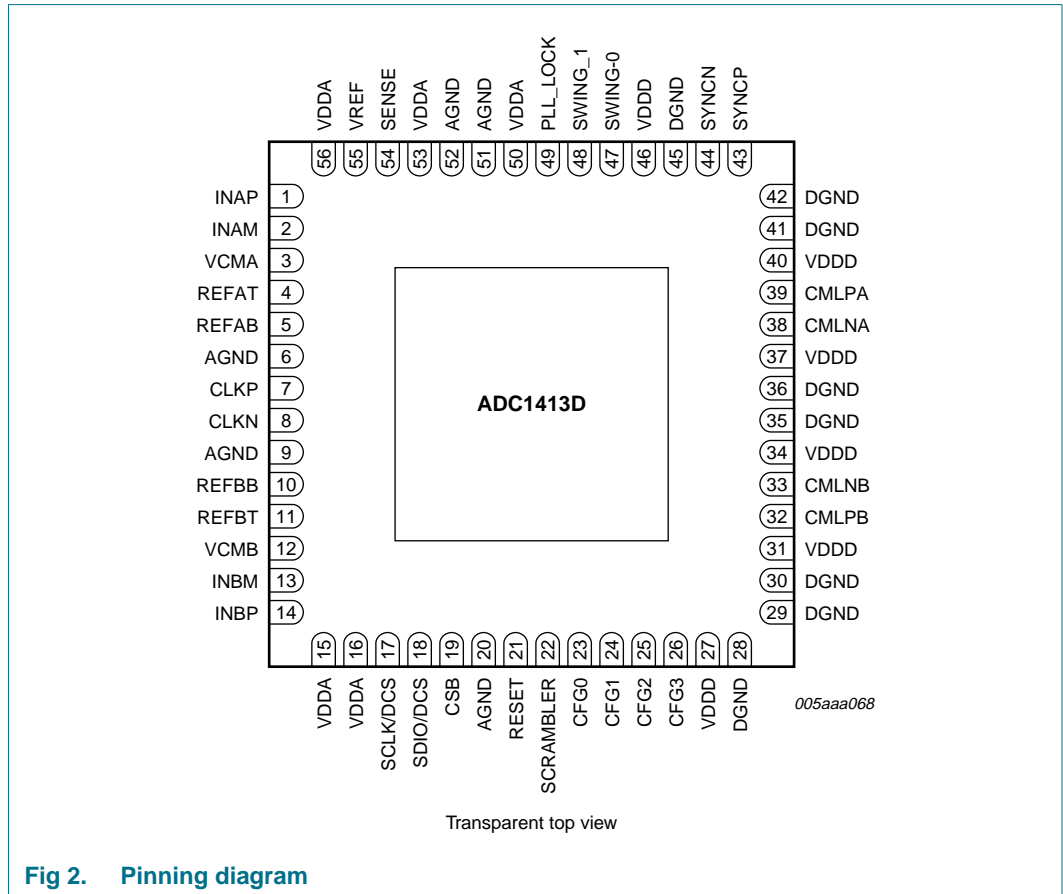 VDDA
VREF
SENSE
VDDA
AGND
AGND
VDDA
PLL_LOCK
SWING_1
SWING-0
VDDD
DGND
SYNCN
SYNCP
56 55 54 53 52 51 50 49 48 47 46 45 44 43
INAP 1
INAM 2
VCMA 3
REFAT 4
REFAB 5
AGND 6
CLKP 7
CLKN 8
AGND 9
REFBB 10
REFBT 11
VCMB 12
INBM 13
INBP 14
ADC1413D
42 DGND
41 DGND
40 VDDD
39 CMLPA
38 CMLNA
37 VDDD
36 DGND
35 DGND
34 VDDD
33 CMLNB
32 CMLPB
31 VDDD
30 DGND
29 DGND
15 16 17 18 19 20 21 22 23 24 25 26 27 28
VDDA
VDDA
SCLK/DCS
SDIO/DCS
CSB
AGND
RESET
SCRAMBLER
CFG0
CFG1
CFG2
CFG3
VDDD
DGND
005aaa068
Transparent top view
Fig 2. Pinning diagram